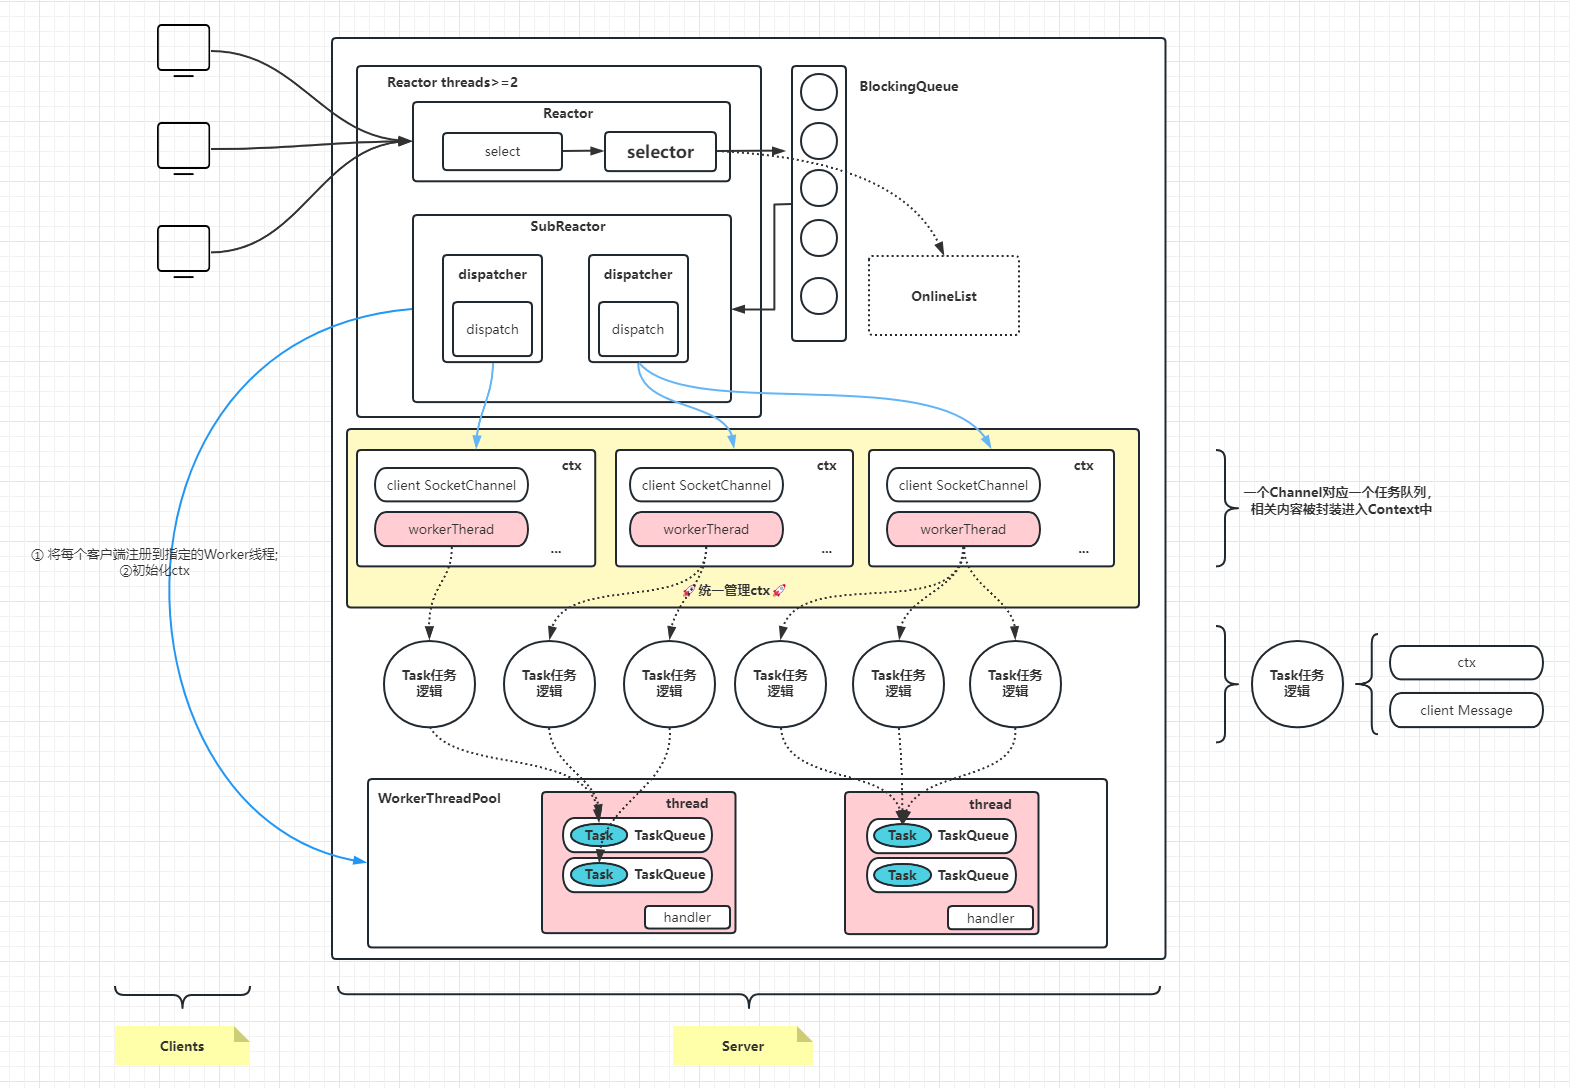 Reactor threads>=2
Reactor
select
selector
BlockingQueue
SubReactor
dispatcher
dispatch
dispatcher
dispatch
OnlineList
ctx
client SocketChannel
workerTherad
...
ctx
client SocketChannel
workerTherad
...
ctx
client SocketChannel
workerTherad
...
🚀统一管理ctx🚀
一个Channel对应一个任务队列，
相关内容被封装进入Context中
① 将每个客户端注册到指定的Worker线程;
②初始化ctx
Task任务
逻辑
Task任务
逻辑
Task任务
逻辑
Task任务
逻辑
Task任务
逻辑
Task任务
逻辑
Task任务
逻辑
ctx
client Message
WorkerThreadPool
thread
Task TaskQueue
Task TaskQueue
handler
thread
Task TaskQueue
Task TaskQueue
handler
Clients
Server